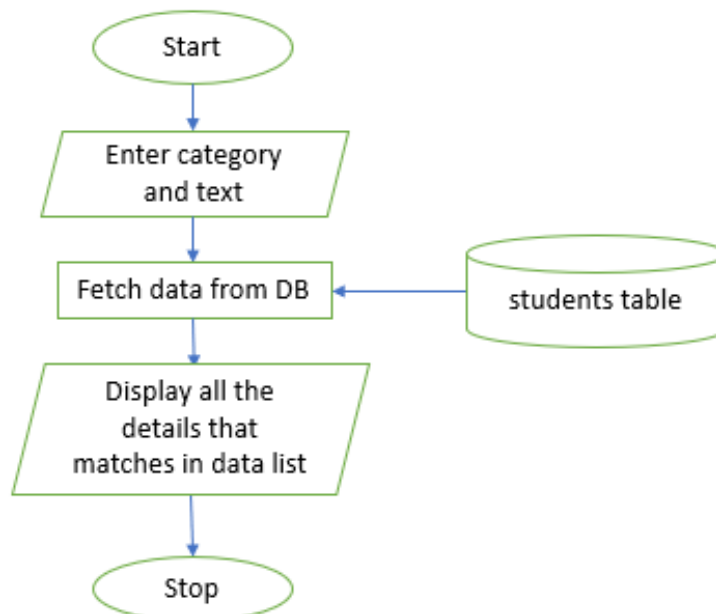 Start
Enter category
and text
Fetch data from DB
students table
Display all the
details that
matches in data list
Stop